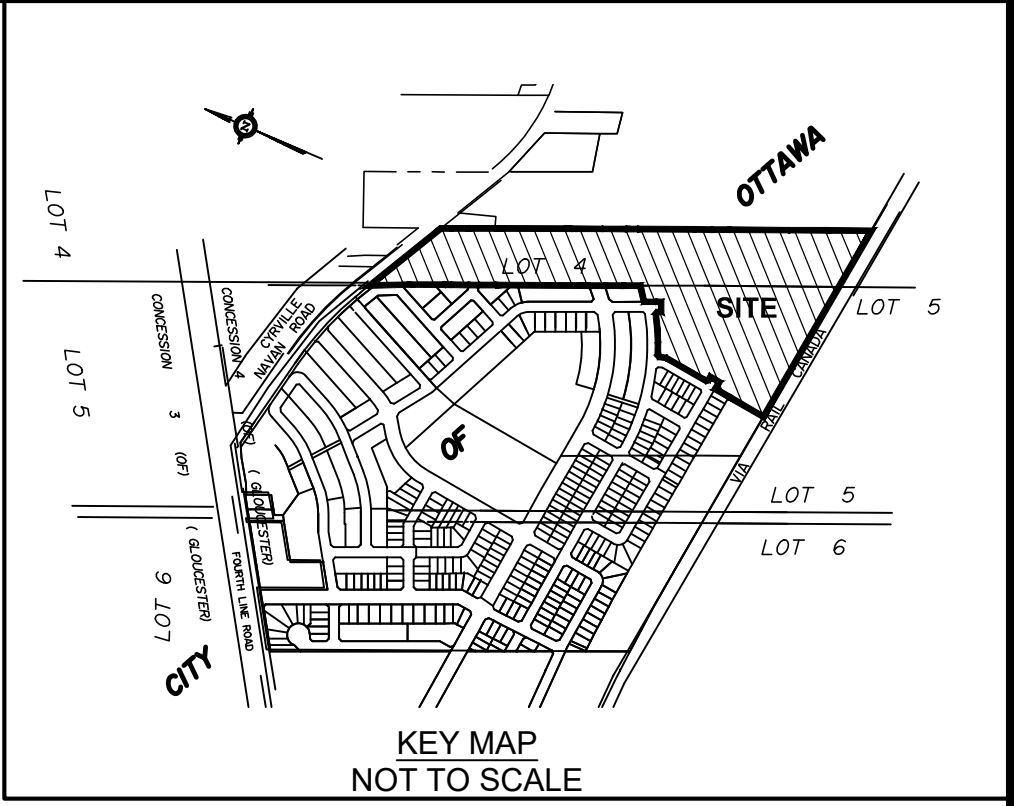 N
OTTAWA
LOT 4
LOT 4
SITE
LOT 5
CONCESSION 3 (OF)
CONCESSION 4 (OF)
CYRVILLE
NAVAN ROAD
VIA RAIL CANADA
LOT 5
OF
LOT 5
LOT 6
( GLOUCESTER)
( GLOUCESTER)
FOURTH LINE ROAD
LOT 6
CITY
KEY MAP
NOT TO SCALE